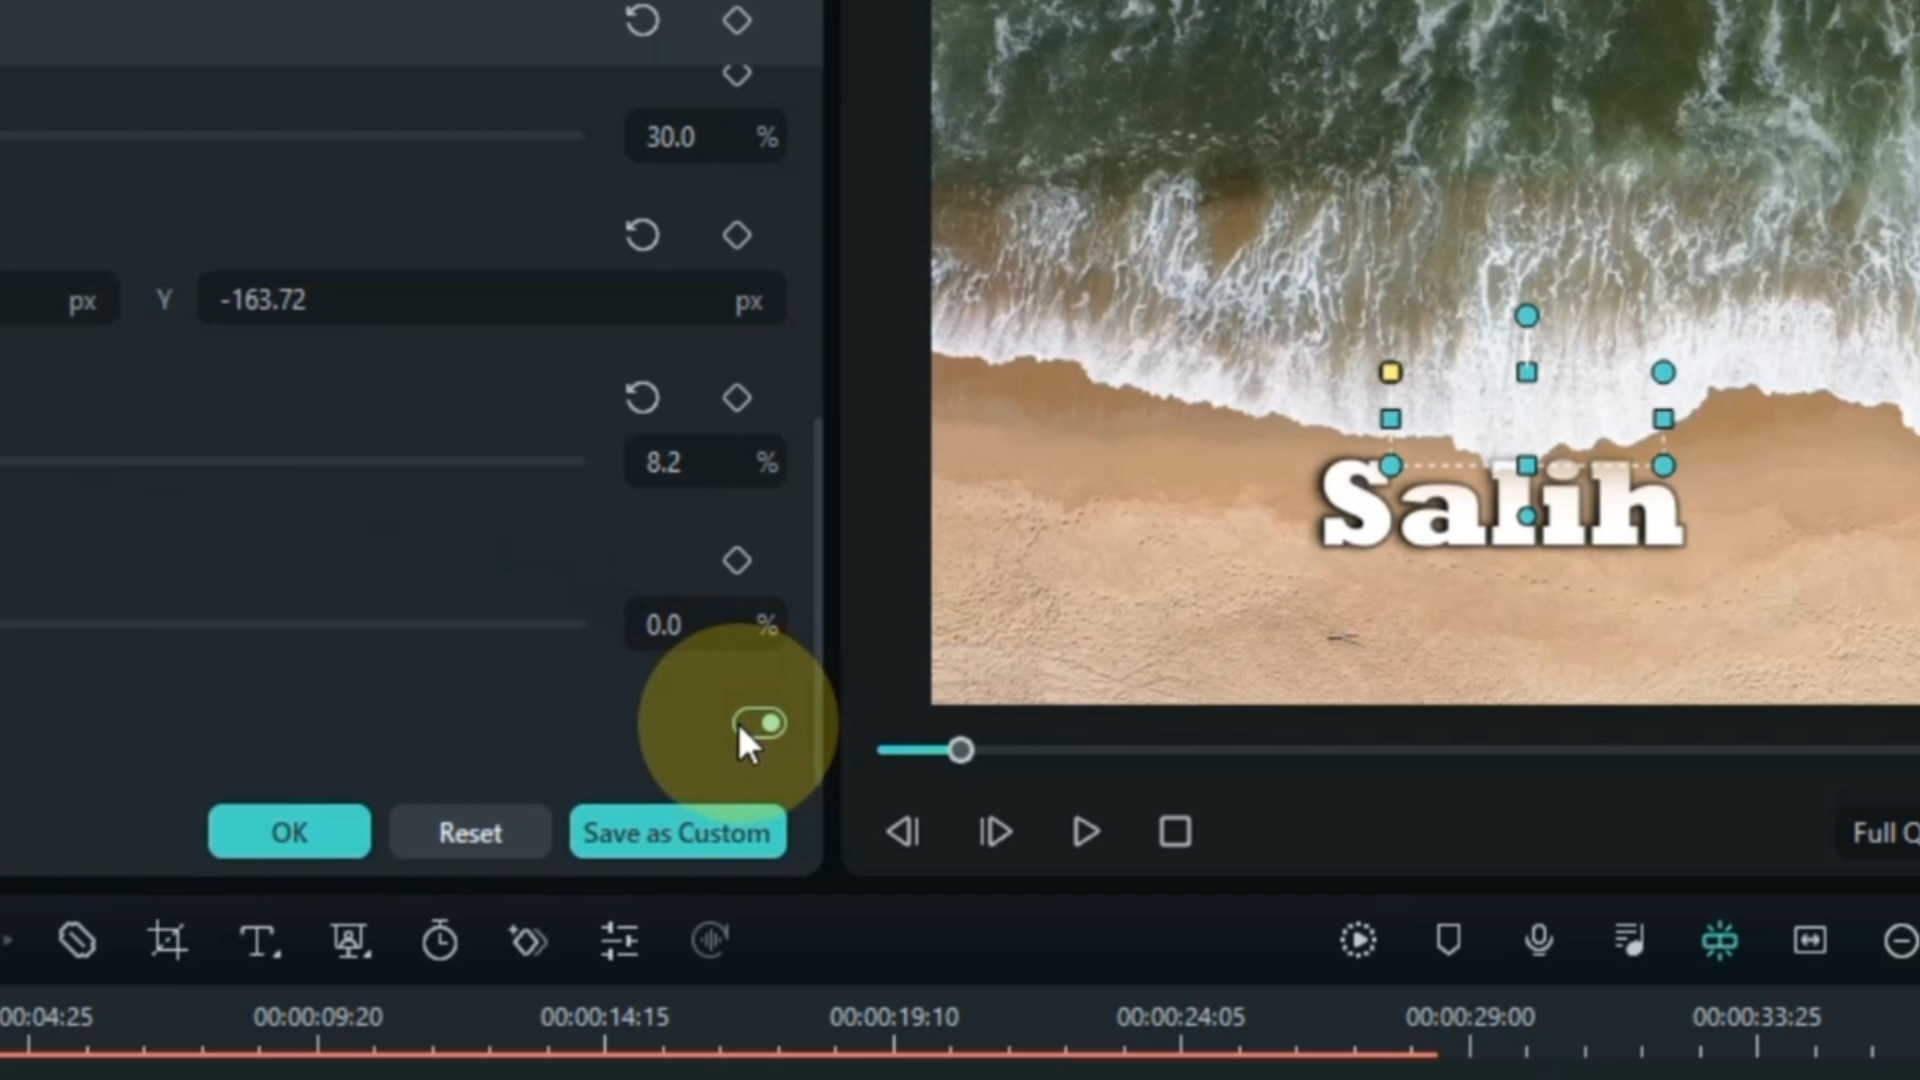 30.0 %
px Y -163.72 px
8.2 %
0.0 %
Salih
OK Reset Save as Custom
Full Q
00:04:25 00:00:09:20 00:00:14:15 00:00:19:10 00:00:24:05 00:00:29:00 00:00:33:25